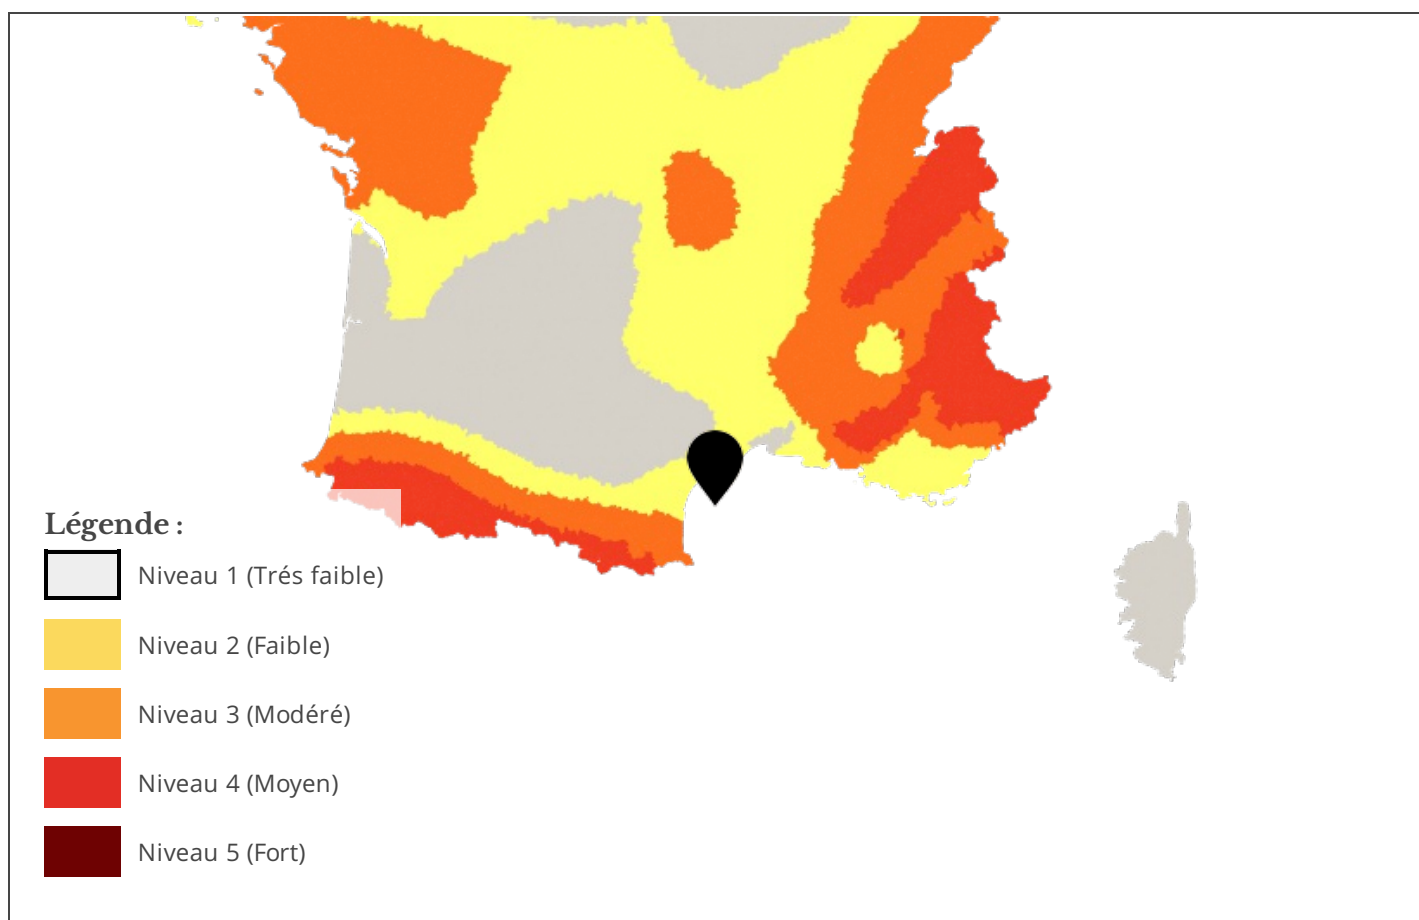 Légende :
Niveau 1 (Trés faible)
Niveau 2 (Faible)
Niveau 3 (Modéré)
Niveau 4 (Moyen)
Niveau 5 (Fort)